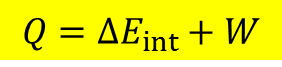 Q = ΔE_int + W